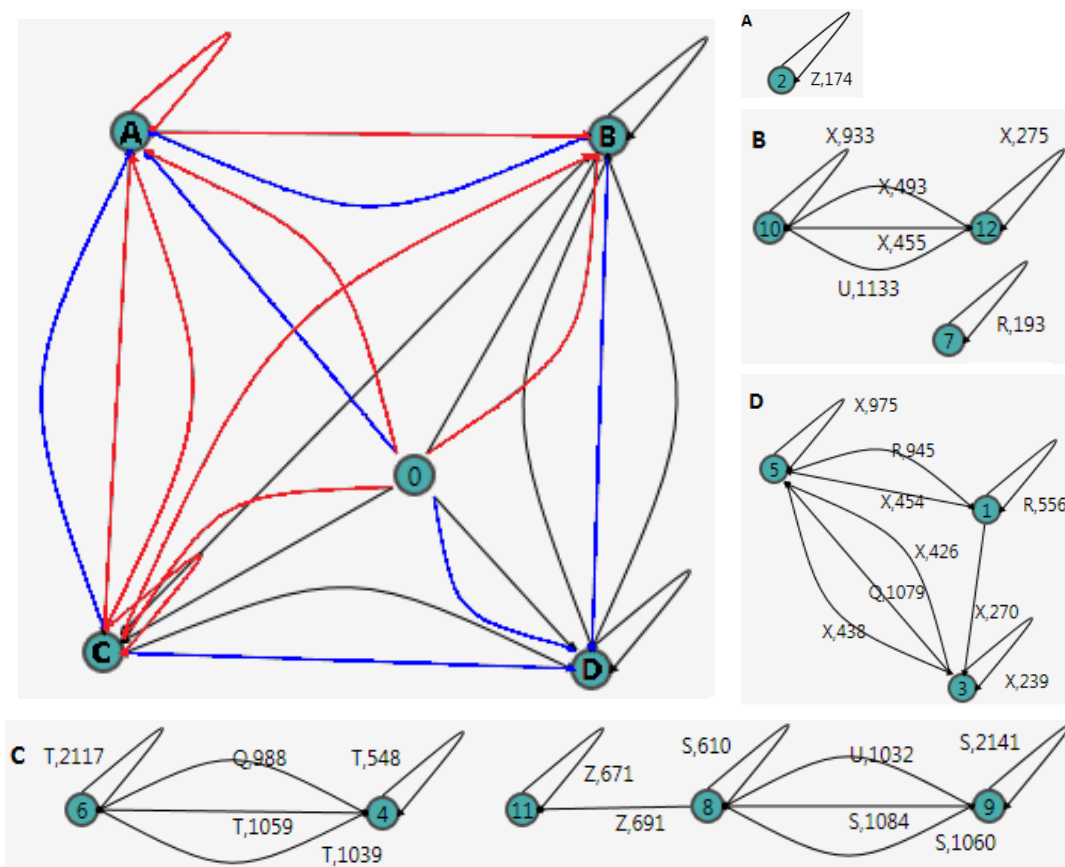 A
B
0
C
D
A
2
Z,174
B
X,933
X,275
X,493
10
12
X,455
U,1133
7
R,193
D
X,975
R,945
5
X,454
1
R,556
X,426
Q,1079
X,270
X,438
3
X,239
C
T,2117
Q,988
T,548
6
4
T,1059
T,1039
Z,671
S,610
U,1032
S,2141
11
8
9
Z,691
S,1084
S,1060